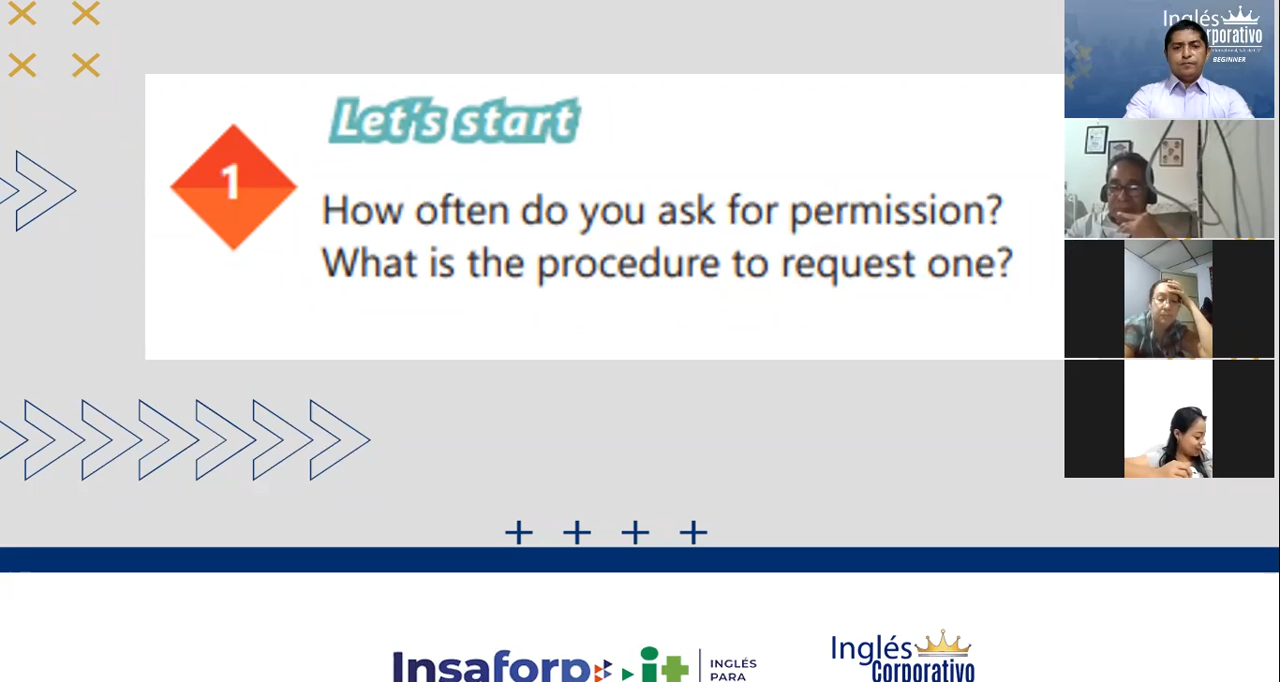 Let's start
1
How often do you ask for permission?
What is the procedure to request one?
Inglés
BEGINNER
Insaforp
it
INGLÉS
PARA
Inglés
Corporativo